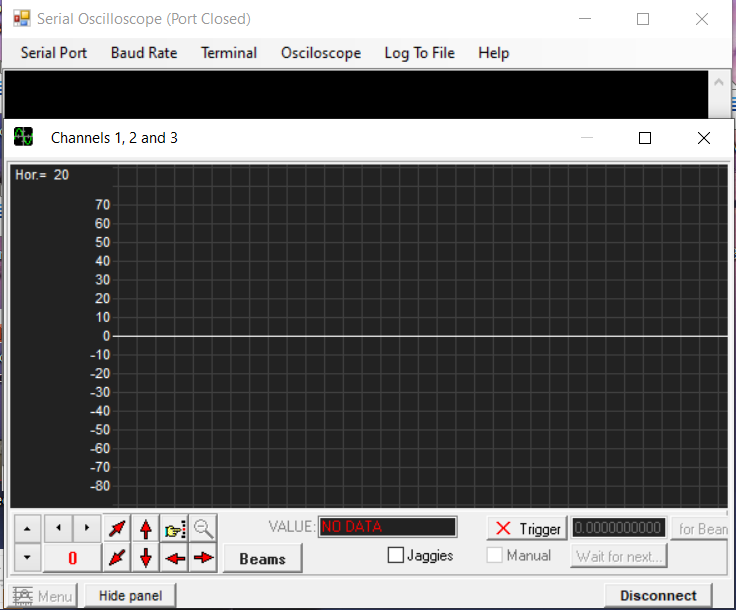 Serial Oscilloscope (Port Closed)
Serial Port Baud Rate Terminal Osciloscope Log To File Help
Channels 1, 2 and 3
Hor.= 20
70
60
50
40
30
20
10
0
-10
-20
-30
-40
-50
-60
-70
-80
VALUE: NO DATA
Trigger 0.0000000000 for Beam
0
Beams
Jaggies
Manual
Wait for next...
Menu Hide panel Disconnect